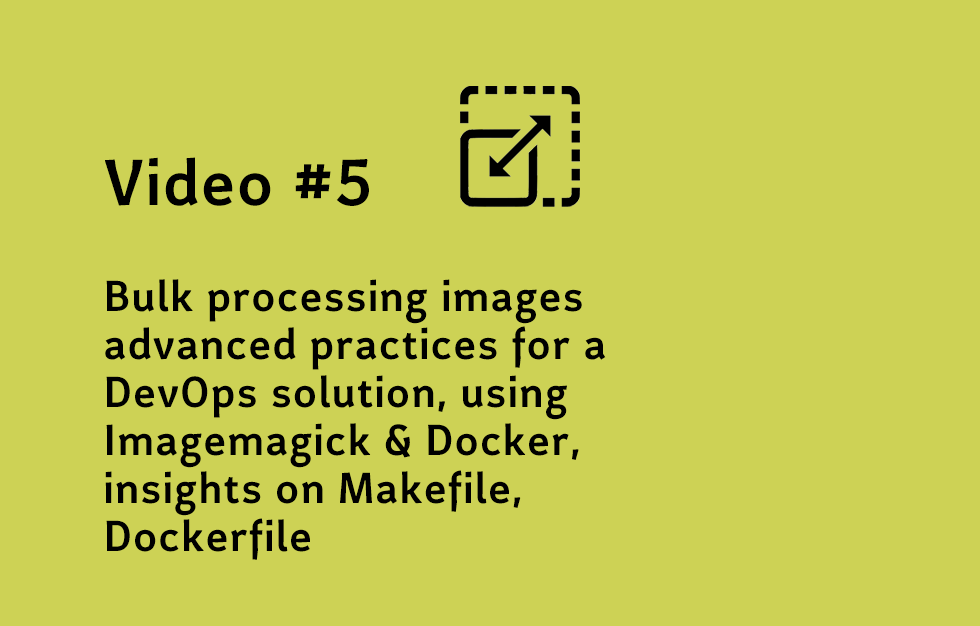 Video #5
Bulk processing images
advanced practices for a
DevOps solution, using
Imagemagick & Docker,
insights on Makefile,
Dockerfile